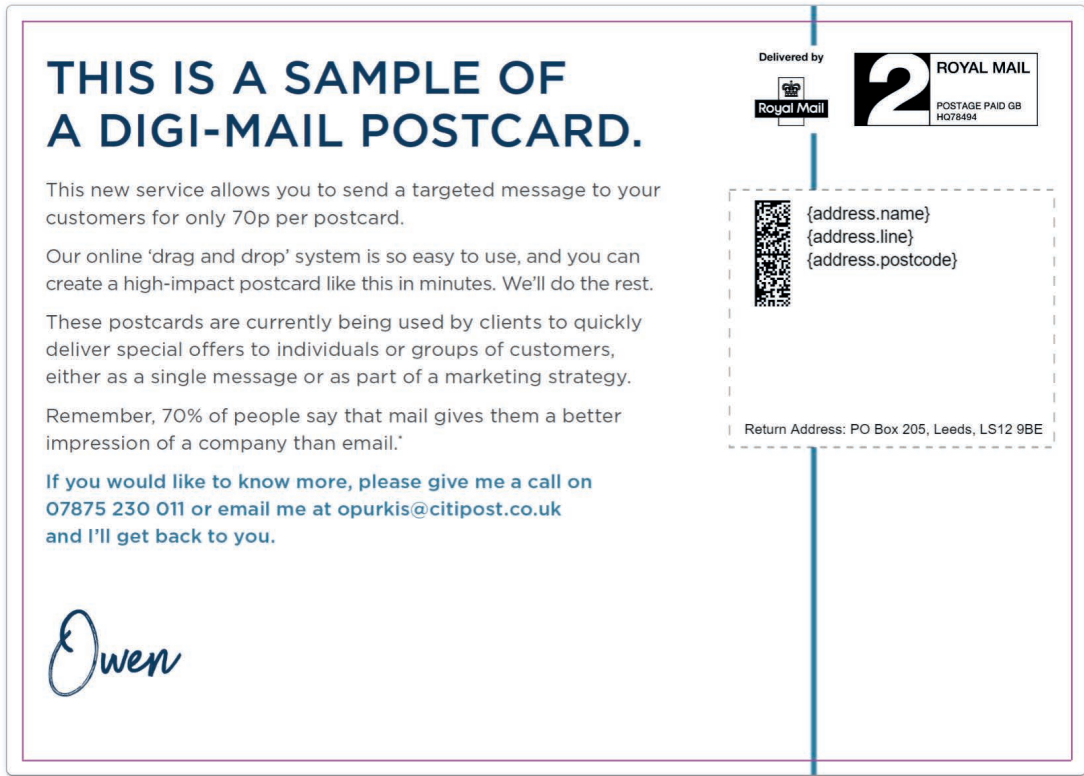 THIS IS A SAMPLE OF
A DIGI-MAIL POSTCARD.
This new service allows you to send a targeted message to your
customers for only 70p per postcard.
Our online ‘drag and drop’ system is so easy to use, and you can
create a high-impact postcard like this in minutes. We’ll do the rest.
These postcards are currently being used by clients to quickly
deliver special offers to individuals or groups of customers,
either as a single message or as part of a marketing strategy.
Remember, 70% of people say that mail gives them a better
impression of a company than email.*
If you would like to know more, please give me a call on
07875 230 011 or email me at opurkis@citipost.co.uk
and I’ll get back to you.
Owen
Delivered by
Royal Mail
2
ROYAL MAIL
POSTAGE PAID GB
HQ78494
{address.name}
{address.line}
{address.postcode}
Return Address: PO Box 205, Leeds, LS12 9BE